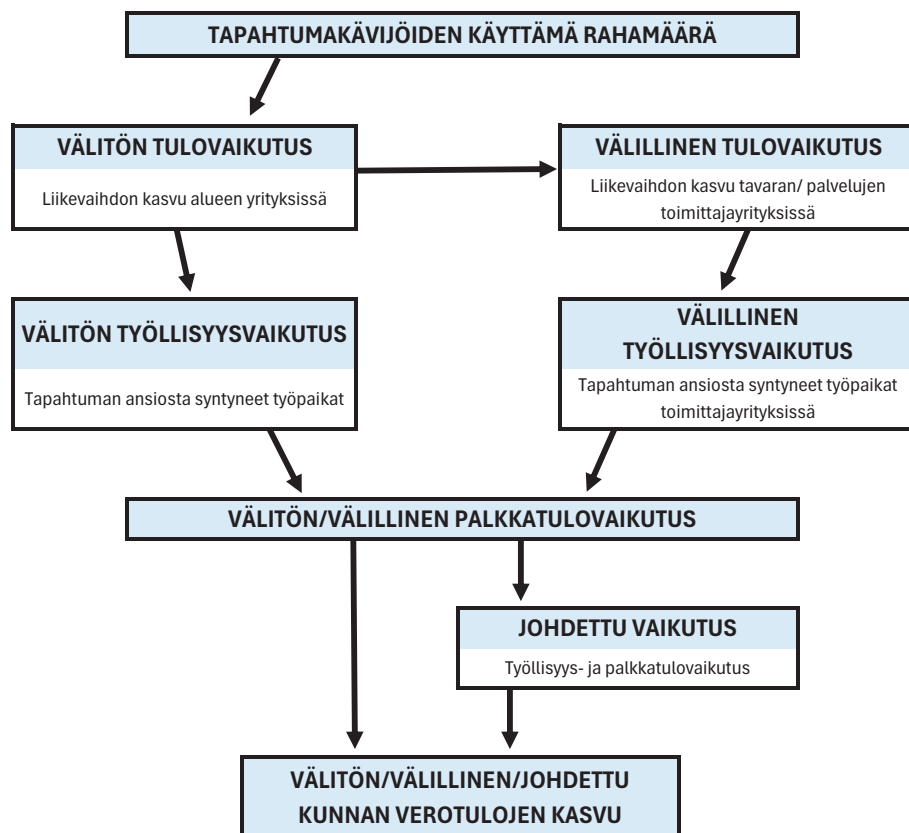 TAPAHTUMAKÄVIJÖIDEN KÄYTTÄMÄ RAHAMÄÄRÄ
VÄLITÖN TULOVAIKUTUS
Liikevaihdon kasvu alueen yrityksissä
VÄLILLINEN TULOVAIKUTUS
Liikevaihdon kasvu tavaran/ palvelujen
toimittajayrityksissä
VÄLITÖN TYÖLLISYYSVAIKUTUS
Tapahtuman ansiosta syntyneet työpaikat
VÄLILLINEN
TYÖLLISYYSVAIKUTUS
Tapahtuman ansiosta syntyneet työpaikat
toimittajayrityksissä
VÄLITÖN/VÄLILLINEN PALKKATULOVAIKUTUS
JOHDETTU VAIKUTUS
Työllisyys- ja palkkatulovaikutus
VÄLITÖN/VÄLILLINEN/JOHDETTU
KUNNAN VEROTULOJEN KASVU